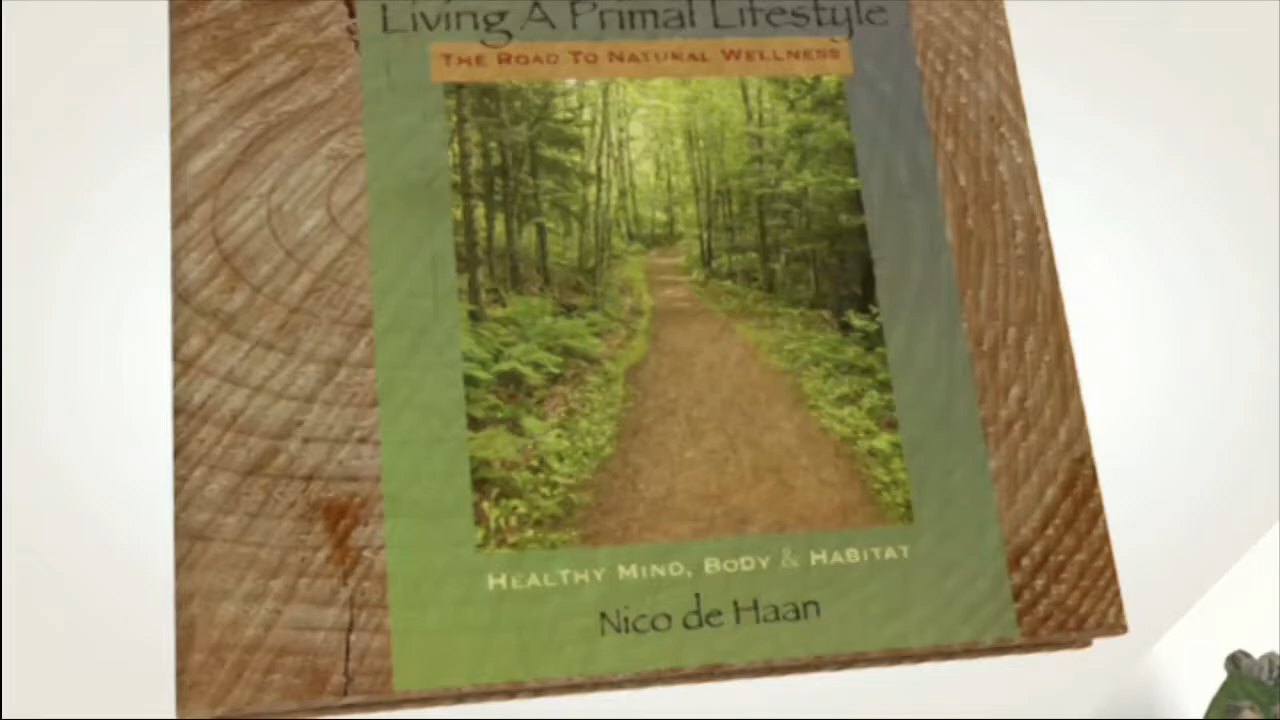 Living A Primal Lifestyle
THE ROAD TO NATURAL WELLNESS
HEALTHY MIND, BODY & HABITAT
Nico de Haan